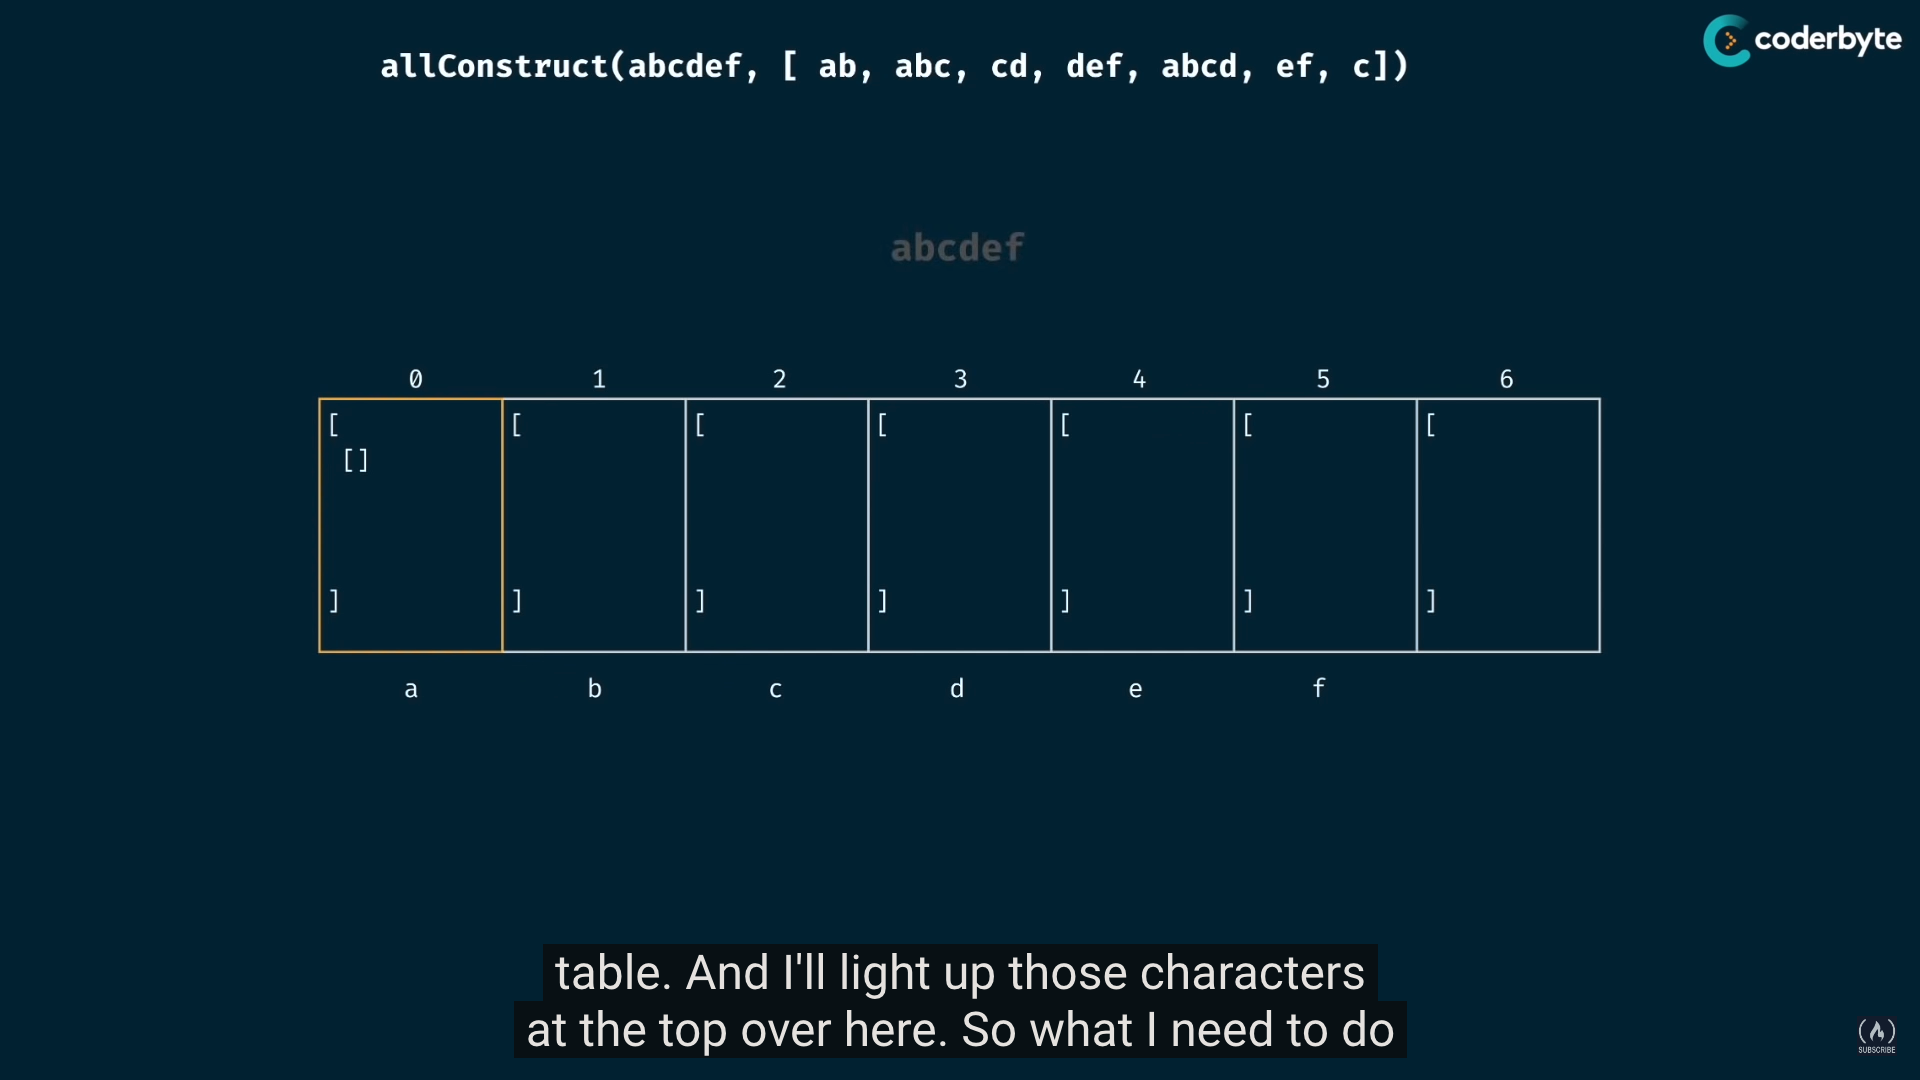 coderbyte
allConstruct(abcdef, [ ab, abc, cd, def, abcd, ef, c])
abcdef
0 1 2 3 4 5 6
[ [ [ [ [ [ [
[]
] ] ] ] ] ] ]
a b c d e f
table. And I'll light up those characters
at the top over here. So what I need to do
SUBSCRIBE